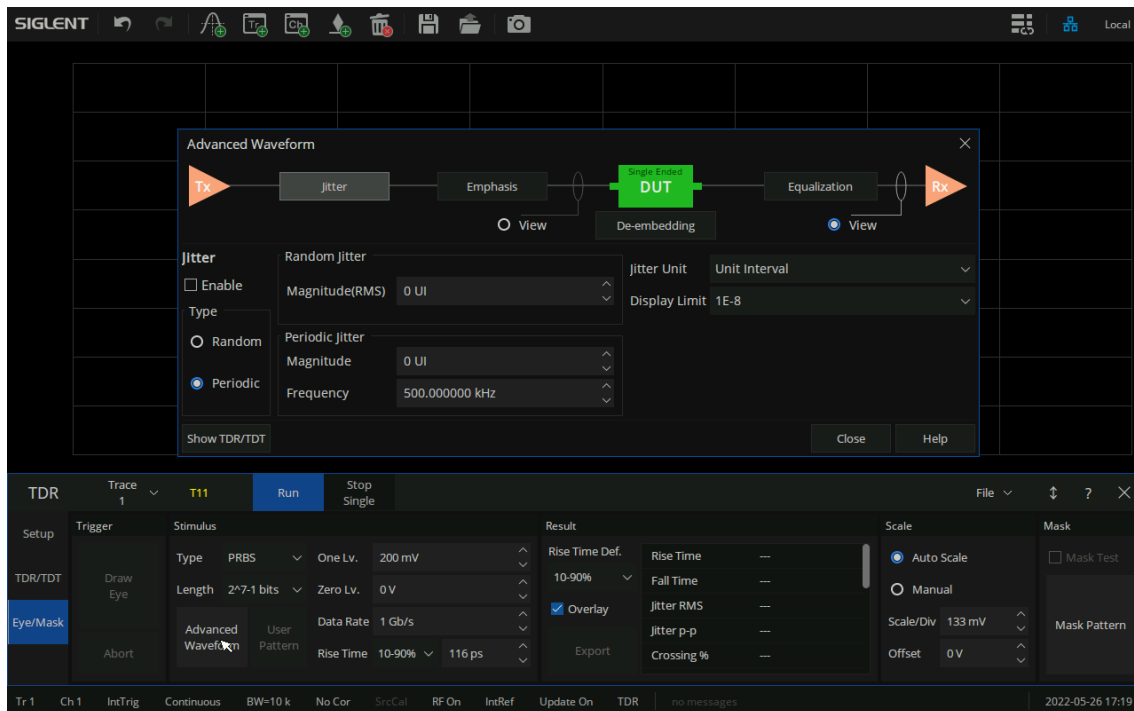 SIGLENT
Tr
Ch
Local
Advanced Waveform
Tx
Jitter
Emphasis
Single Ended
DUT
Equalization
Rx
View
De-embedding
View
Jitter
Enable
Type
Random
Periodic
Random Jitter
Magnitude(RMS) 0 UI
Periodic Jitter
Magnitude 0 UI
Frequency 500.000000 kHz
Jitter Unit Unit Interval
Display Limit 1E-8
Show TDR/TDT
Close
Help
TDR
Trace
1
T11
Run
Stop
Single
File
?
Setup
TDR/TDT
Eye/Mask
Trigger
Draw
Eye
Abort
Stimulus
Type PRBS
Length 2^7-1 bits
Advanced
Waveform
User
Pattern
One Lv. 200 mV
Zero Lv. 0 V
Data Rate 1 Gb/s
Rise Time 10-90% 116 ps
Result
Rise Time Def.
10-90%
Overlay
Export
Rise Time ---
Fall Time ---
Jitter RMS ---
Jitter p-p ---
Crossing % ---
Scale
Auto Scale
Manual
Scale/Div 133 mV
Offset 0 V
Mask
Mask Test
Mask Pattern
Tr 1 Ch 1 IntTrig Continuous BW=10 k No Cor SrcCal RF On IntRef Update On TDR no messages 2022-05-26 17:19